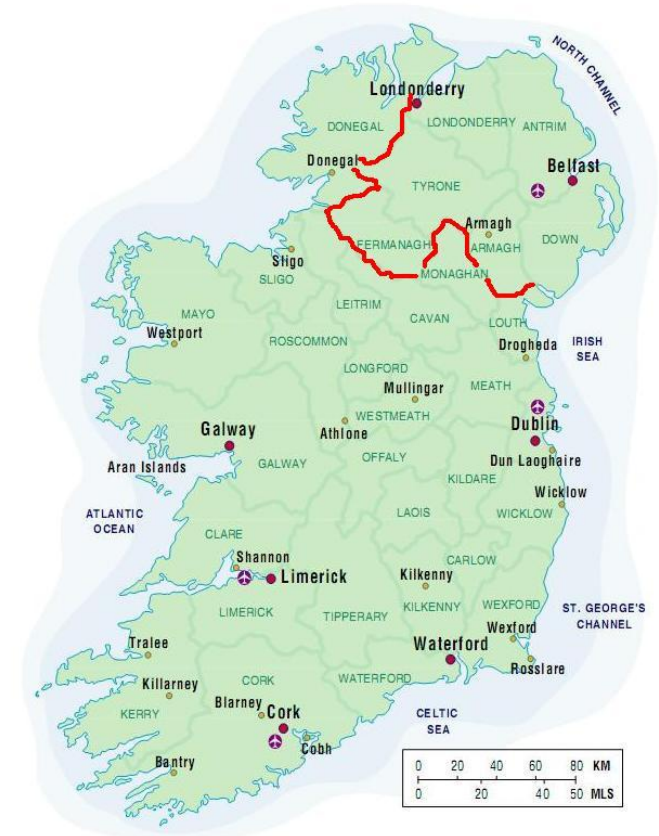 NORTH CHANNEL
Londonderry
DONEGAL
LONDONDERRY
ANTRIM
Donegal
Belfast
TYRONE
Armagh
FERMANAGH
ARMAGH
DOWN
Sligo
SLIGO
MONAGHAN
LEITRIM
MAYO
CAVAN
LOUTH
Westport
ROSCOMMON
Drogheda
IRISH
SEA
LONGFORD
Mullingar
MEATH
WESTMEATH
Galway
Athlone
Dublin
Aran Islands
GALWAY
OFFALY
Dun Laoghaire
KILDARE
Wicklow
ATLANTIC
OCEAN
LAOIS
WICKLOW
CLARE
Shannon
CARLOW
Limerick
Kilkenny
LIMERICK
TIPPERARY
KILKENNY
WEXFORD
ST. GEORGE'S
CHANNEL
Tralee
Waterford
Wexford
Rosslare
Killarney
CORK
WATERFORD
KERRY
Blarney
Cork
Cobh
CELTIC
SEA
Bantry
0 20 40 60 80 KM
0 20 40 50 MLS